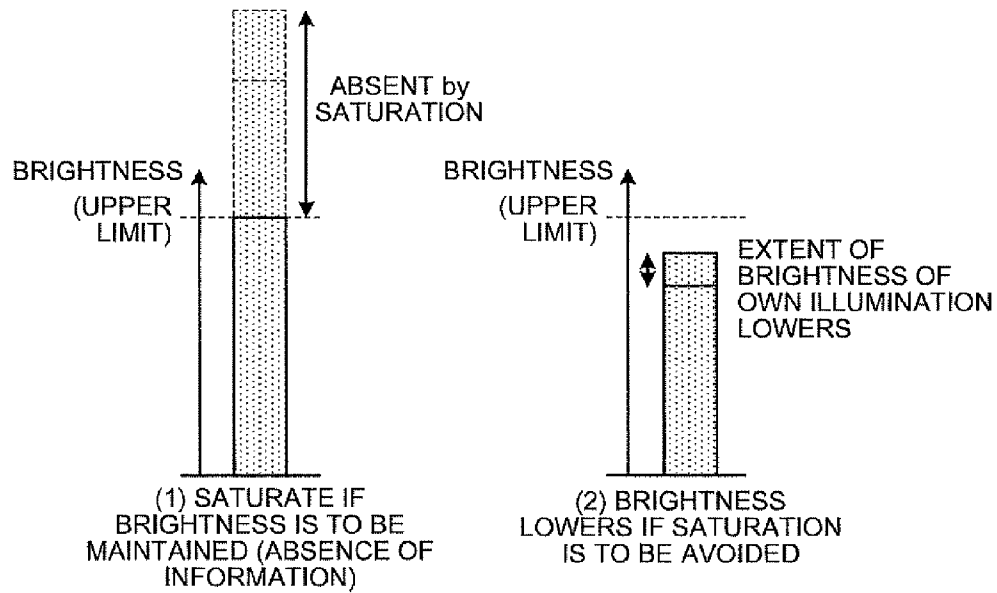 ABSENT by
SATURATION
BRIGHTNESS
(UPPER
LIMIT)
(1) SATURATE IF
BRIGHTNESS IS TO BE
MAINTAINED (ABSENCE OF
INFORMATION)
BRIGHTNESS
(UPPER
LIMIT)
EXTENT OF
BRIGHTNESS OF
OWN ILLUMINATION
LOWERS
(2) BRIGHTNESS
LOWERS IF SATURATION
IS TO BE AVOIDED